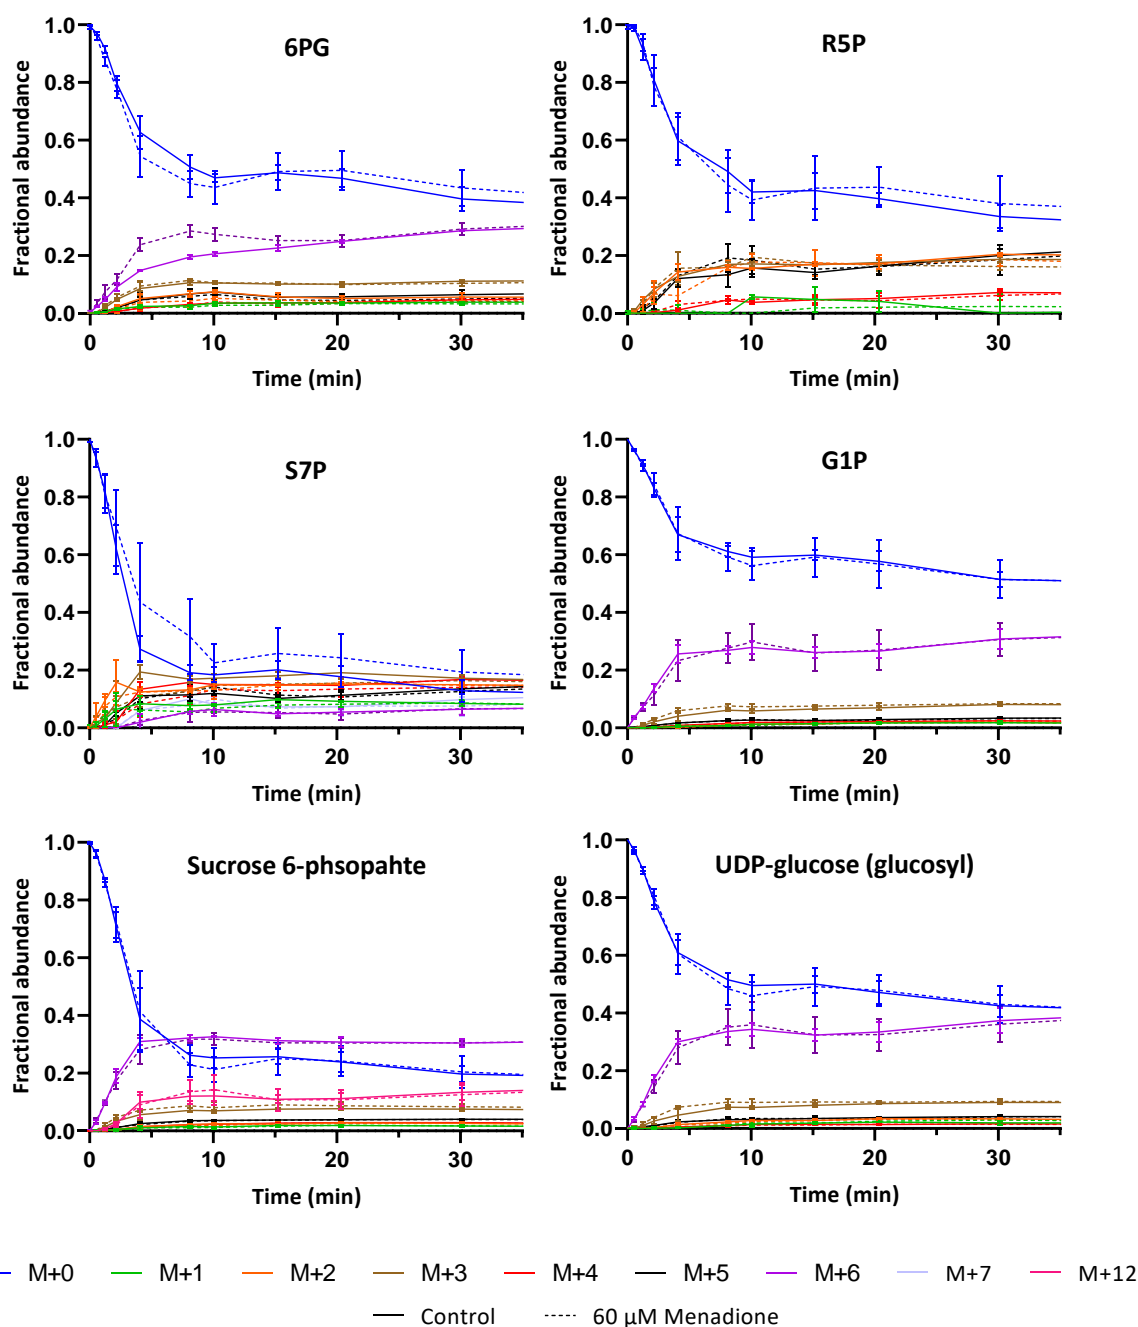 6PG
Fractional abundance
1.0
0.8
0.6
0.4
0.2
0.0
0 10 20 30
Time (min)
R5P
Fractional abundance
1.0
0.8
0.6
0.4
0.2
0.0
0 10 20 30
Time (min)
S7P
Fractional abundance
1.0
0.8
0.6
0.4
0.2
0.0
0 10 20 30
Time (min)
G1P
Fractional abundance
1.0
0.8
0.6
0.4
0.2
0.0
0 10 20 30
Time (min)
Sucrose 6-phsopahte
Fractional abundance
1.0
0.8
0.6
0.4
0.2
0.0
0 10 20 30
Time (min)
UDP-glucose (glucosyl)
Fractional abundance
1.0
0.8
0.6
0.4
0.2
0.0
0 10 20 30
Time (min)
M+0 M+1 M+2 M+3 M+4 M+5 M+6 M+7 M+12
Control 60 µM Menadione